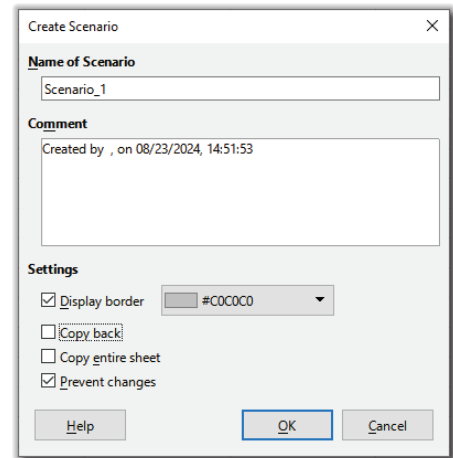 Create Scenario
Name of Scenario
Scenario_1
Comment
Created by , on 08/23/2024, 14:51:53
Settings
Display border #C0C0C0
Copy back
Copy entire sheet
Prevent changes
Help OK Cancel